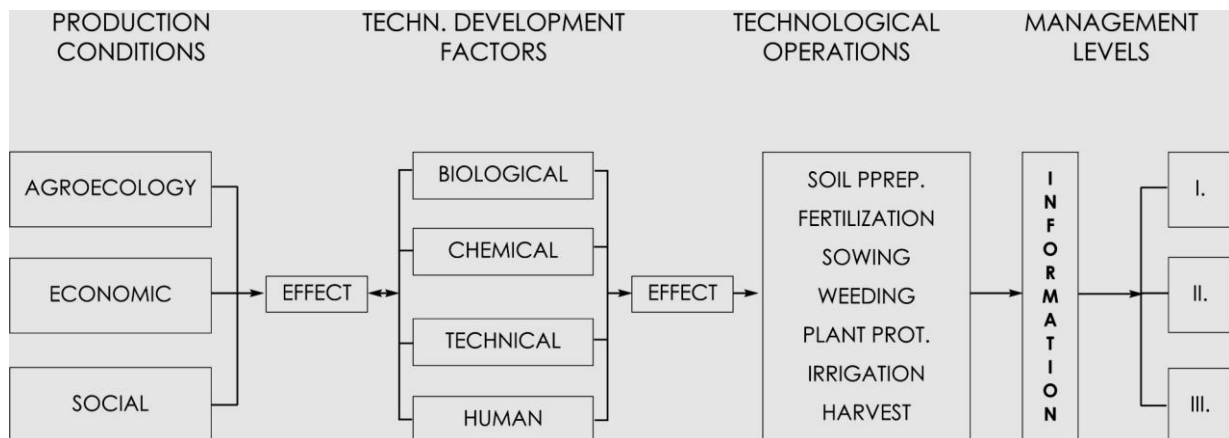 PRODUCTION
CONDITIONS
TECHN. DEVELOPMENT
FACTORS
TECHNOLOGICAL
OPERATIONS
MANAGEMENT
LEVELS
AGROECOLOGY
ECONOMIC
SOCIAL
EFFECT
BIOLOGICAL
CHEMICAL
TECHNICAL
HUMAN
EFFECT
SOIL PPREP.
FERTILIZATION
SOWING
WEEDING
PLANT PROT.
IRRIGATION
HARVEST
INFORMATION
I.
II.
III.